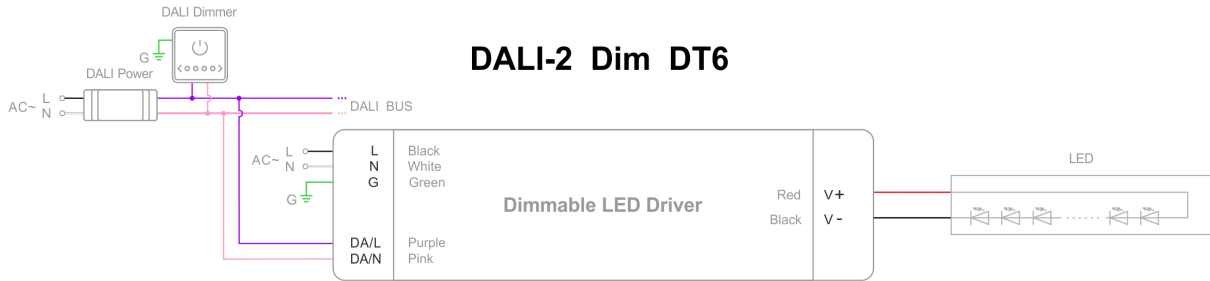 DALI Dimmer
DALI-2 Dim DT6
G
DALI Power
AC~ L
N
DALI BUS
AC~ L
N
G
L Black
N White
G Green
Dimmable LED Driver
DA/L Purple
DA/N Pink
Red V+
Black V-
LED